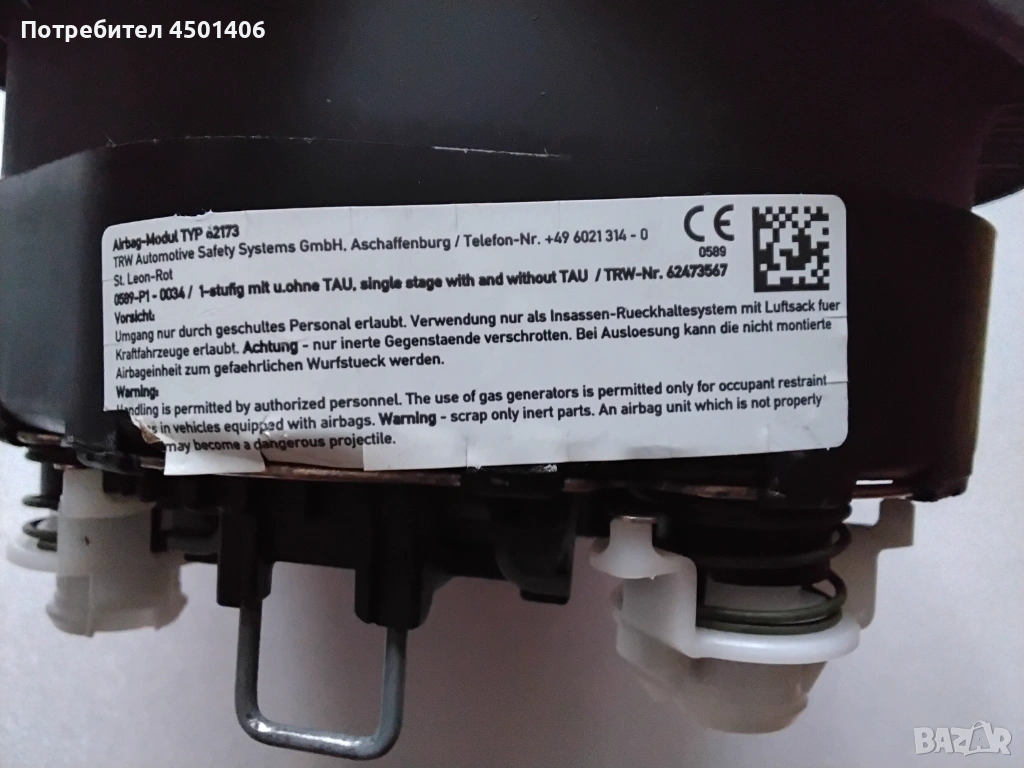 Потребител 4501406
Airbag-Modul TYP 62173
TRW Automotive Safety Systems GmbH. Aschaffenburg / Telefon-Nr. +49 6021 314 - 0
St. Leon-Rot
0589-P1 - 0034 / 1-stufig mit u.ohne TAU, single stage with and without TAU / TRW-Nr. 62473567
CE
0589
Vorsicht:
Umgang nur durch geschultes Personal erlaubt. Verwendung nur als Insassen-Rueckhaltesystem mit Luftsack fuer
Kraftfahrzeuge erlaubt. Achtung - nur inerte Gegenstaende verschrotten. Bei Ausloesung kann die nicht montierte
Airbageinheit zum gefaehrlichen Wurfstueck werden.
Warning:
Handling is permitted by authorized personnel. The use of gas generators is permitted only for occupant restraint
in vehicles equipped with airbags. Warning - scrap only inert parts. An airbag unit which is not properly
may become a dangerous projectile.
BAZAR